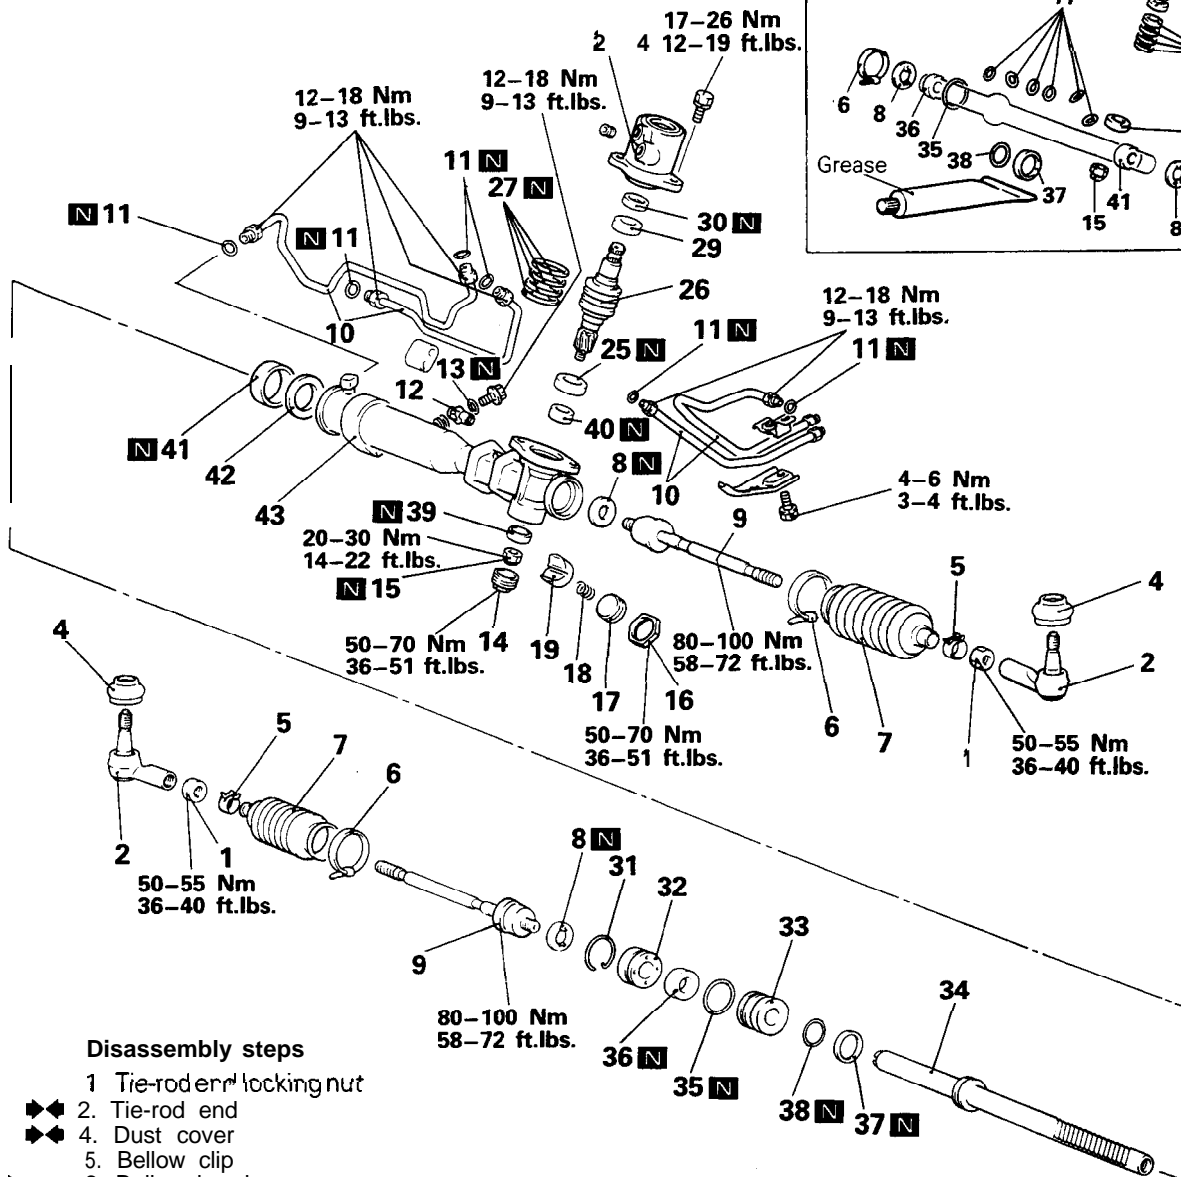 17–26 Nm
2 4 12–19 ft.lbs.
12–18 Nm
9–13 ft.lbs.
12–18 Nm
9–13 ft.lbs.
11 N
27 N
N 11
N 11
10
30 N
29
26
12–18 Nm
9–13 ft.lbs.
11 N
11 N
25 N
13 N
12
40 N
N 41
42
43
8 N
10
9
4–6 Nm
3–4 ft.lbs.
N 39
20–30 Nm
14–22 ft.lbs.
N 15
50–70 Nm
36–51 ft.lbs.
14
19
18
17
16
50–70 Nm
36–51 ft.lbs.
80–100 Nm
58–72 ft.lbs.
6
7
5
4
2
1
50–55 Nm
36–40 ft.lbs.
4
5
7
6
2
1
50–55 Nm
36–40 ft.lbs.
9
8 N
31
32
33
34
80–100 Nm
58–72 ft.lbs.
36 N
35 N
38 N
37 N
6
8
36
35
38
37
15
41
8
Grease
Disassembly steps
1 Tie-rod end locking nut
2. Tie-rod end
4. Dust cover
5. Bellow clip